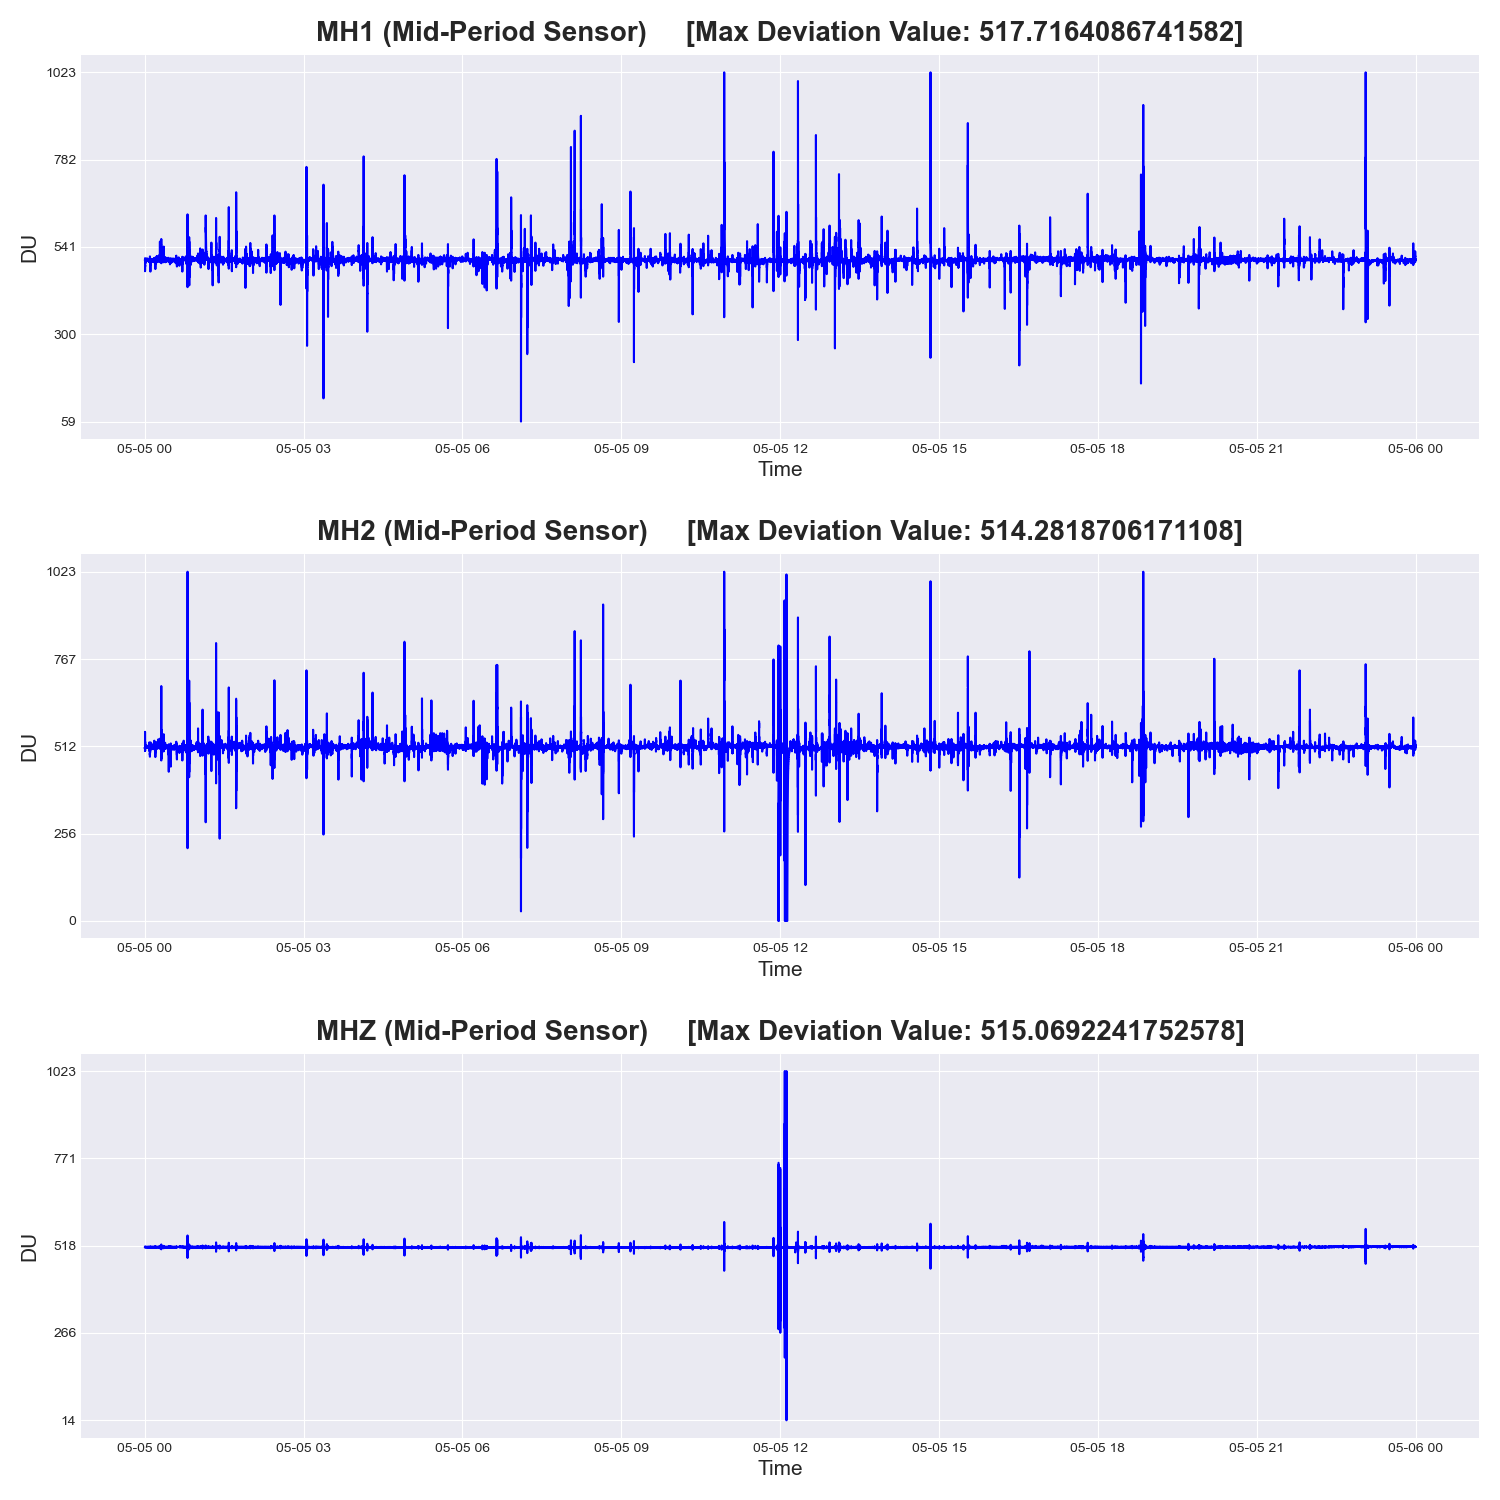 MH1 (Mid-Period Sensor) [Max Deviation Value: 517.7164086741582]
1023
782
541
300
59
DU
05-05 00 05-05 03 05-05 06 05-05 09 05-05 12 05-05 15 05-05 18 05-05 21 05-06 00
Time
MH2 (Mid-Period Sensor) [Max Deviation Value: 514.2818706171108]
1023
767
512
256
0
DU
05-05 00 05-05 03 05-05 06 05-05 09 05-05 12 05-05 15 05-05 18 05-05 21 05-06 00
Time
MHZ (Mid-Period Sensor) [Max Deviation Value: 515.0692241752578]
1023
771
518
266
14
DU
05-05 00 05-05 03 05-05 06 05-05 09 05-05 12 05-05 15 05-05 18 05-05 21 05-06 00
Time